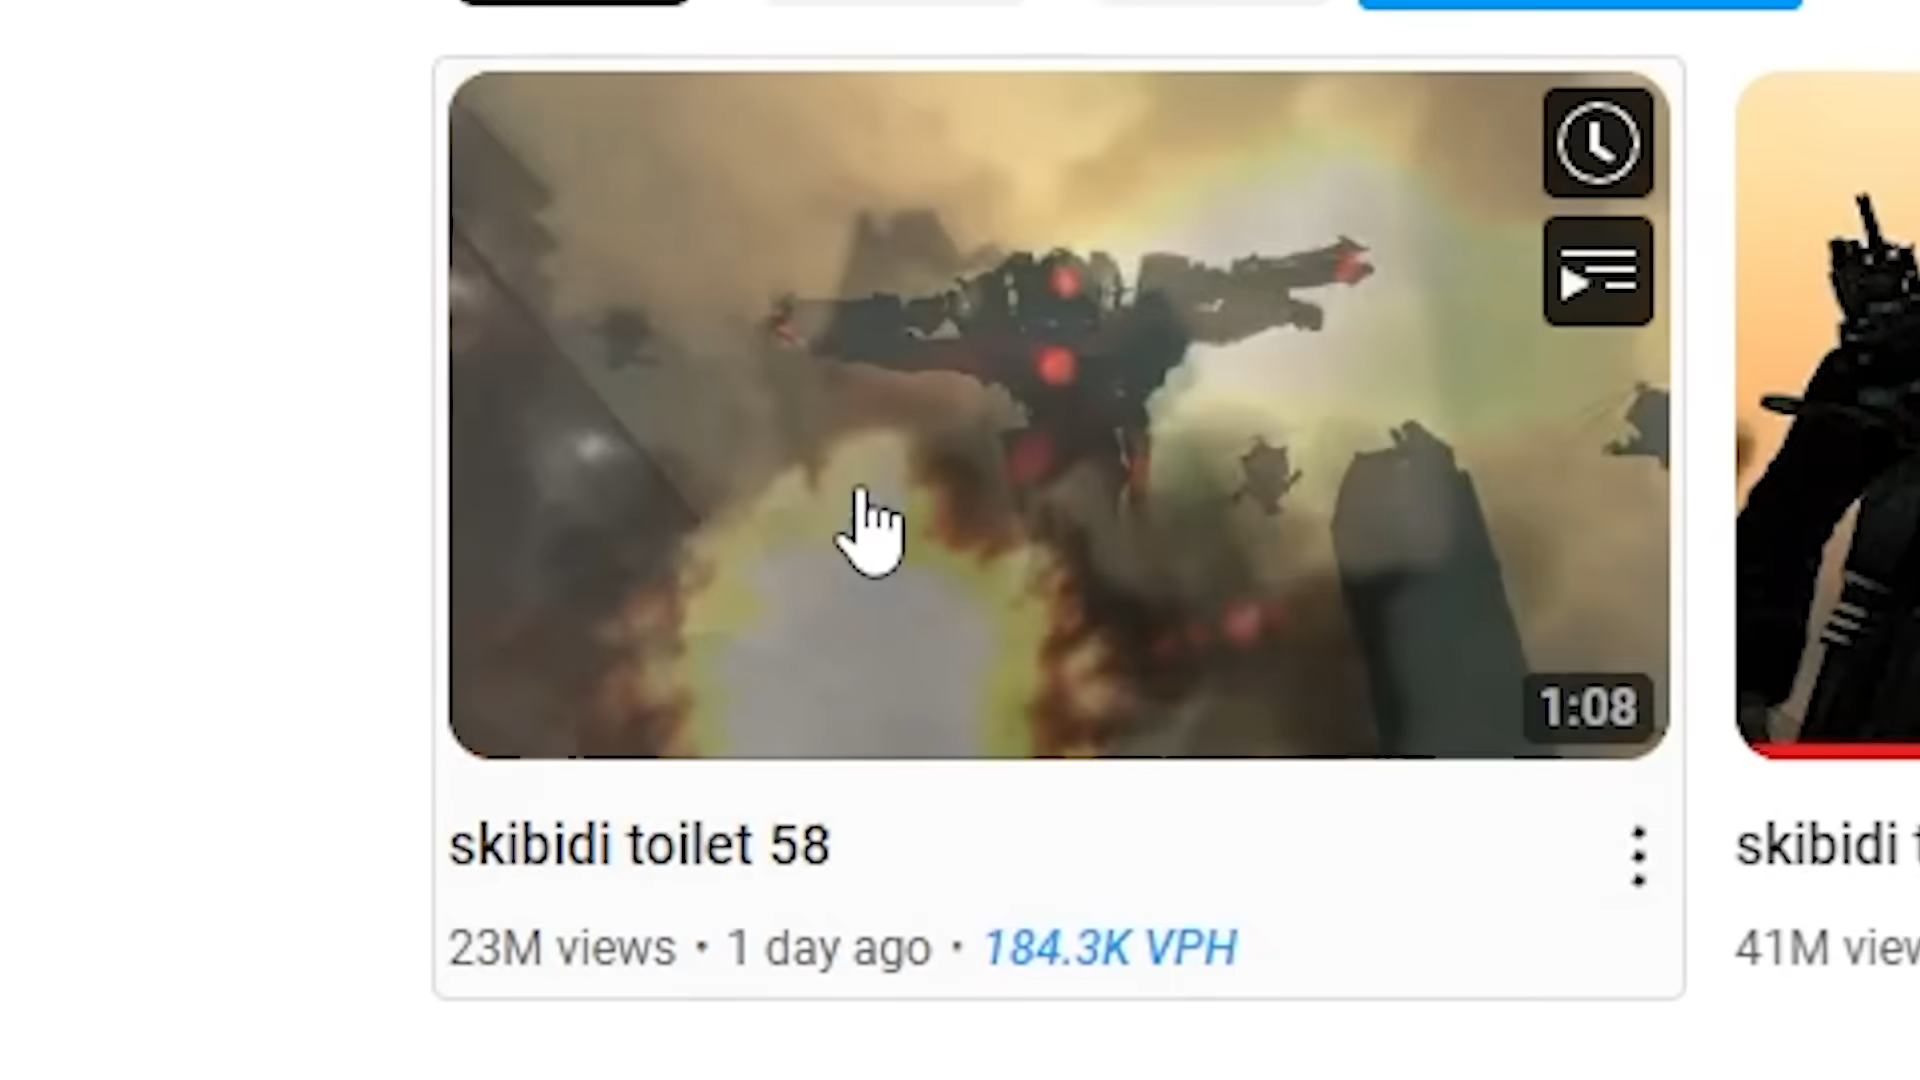 1:08
skibidi toilet 58
23M views • 1 day ago • 184.3K VPH
skibidi
41M